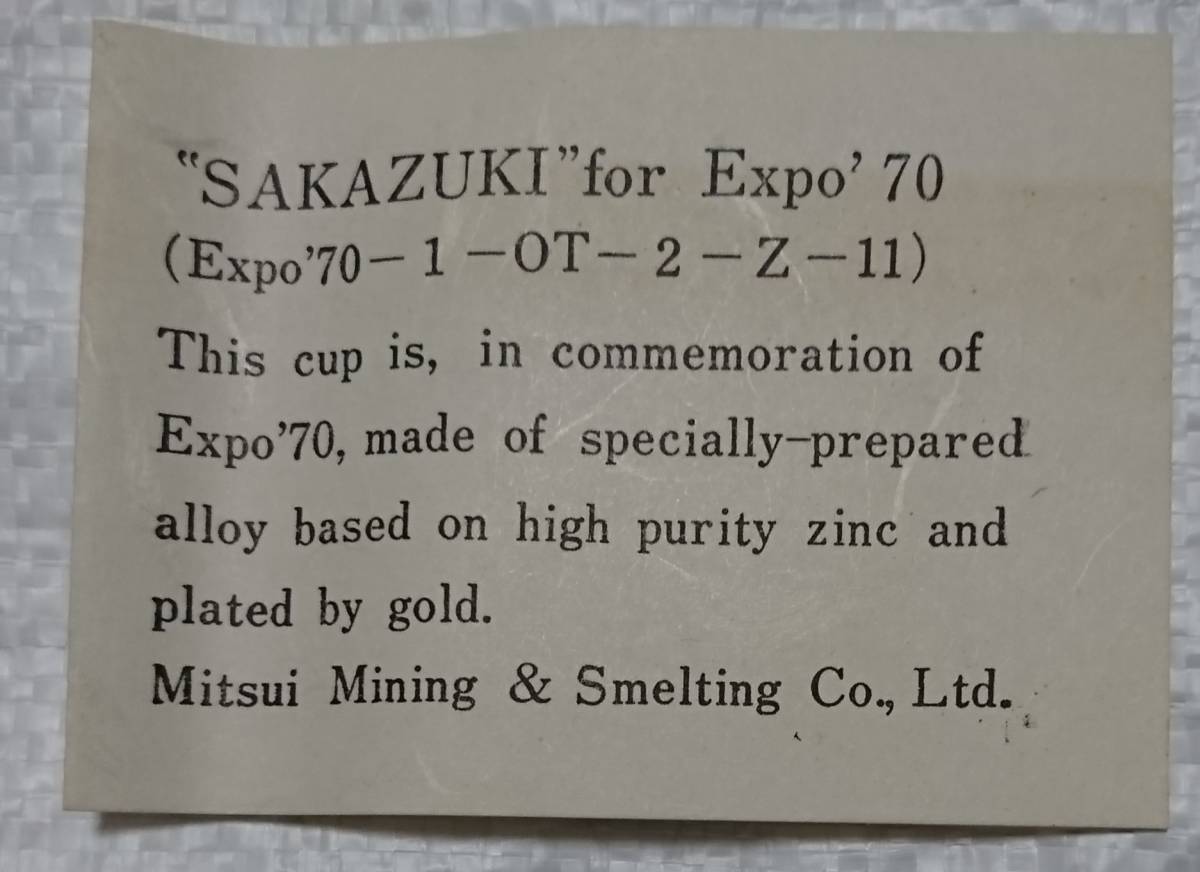 “SAKAZUKI” for Expo’ 70
(Expo’70－1－OT－2－Z－11)
This cup is, in commemoration of
Expo’70, made of specially-prepared
alloy based on high purity zinc and
plated by gold.
Mitsui Mining & Smelting Co., Ltd.